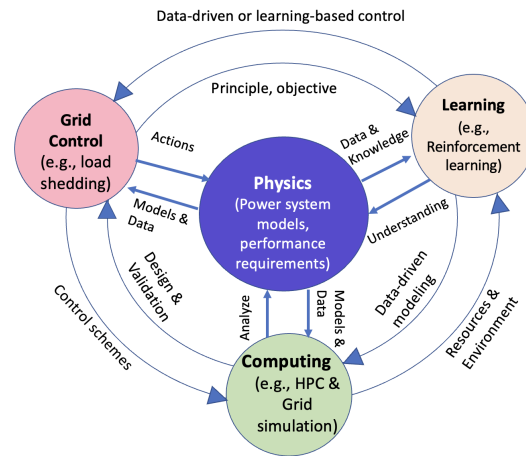 Data-driven or learning-based control
Principle, objective
Grid
Control
(e.g., load
shedding)
Learning
(e.g.,
Reinforcement
learning)
Actions
Models &
Data
Data &
Knowledge
Understanding
Physics
(Power system
models,
performance
requirements)
Control schemes
Design &
Validation
Analyze
Models &
Data
Data-driven
modeling
Resources &
Environment
Computing
(e.g., HPC &
Grid
simulation)